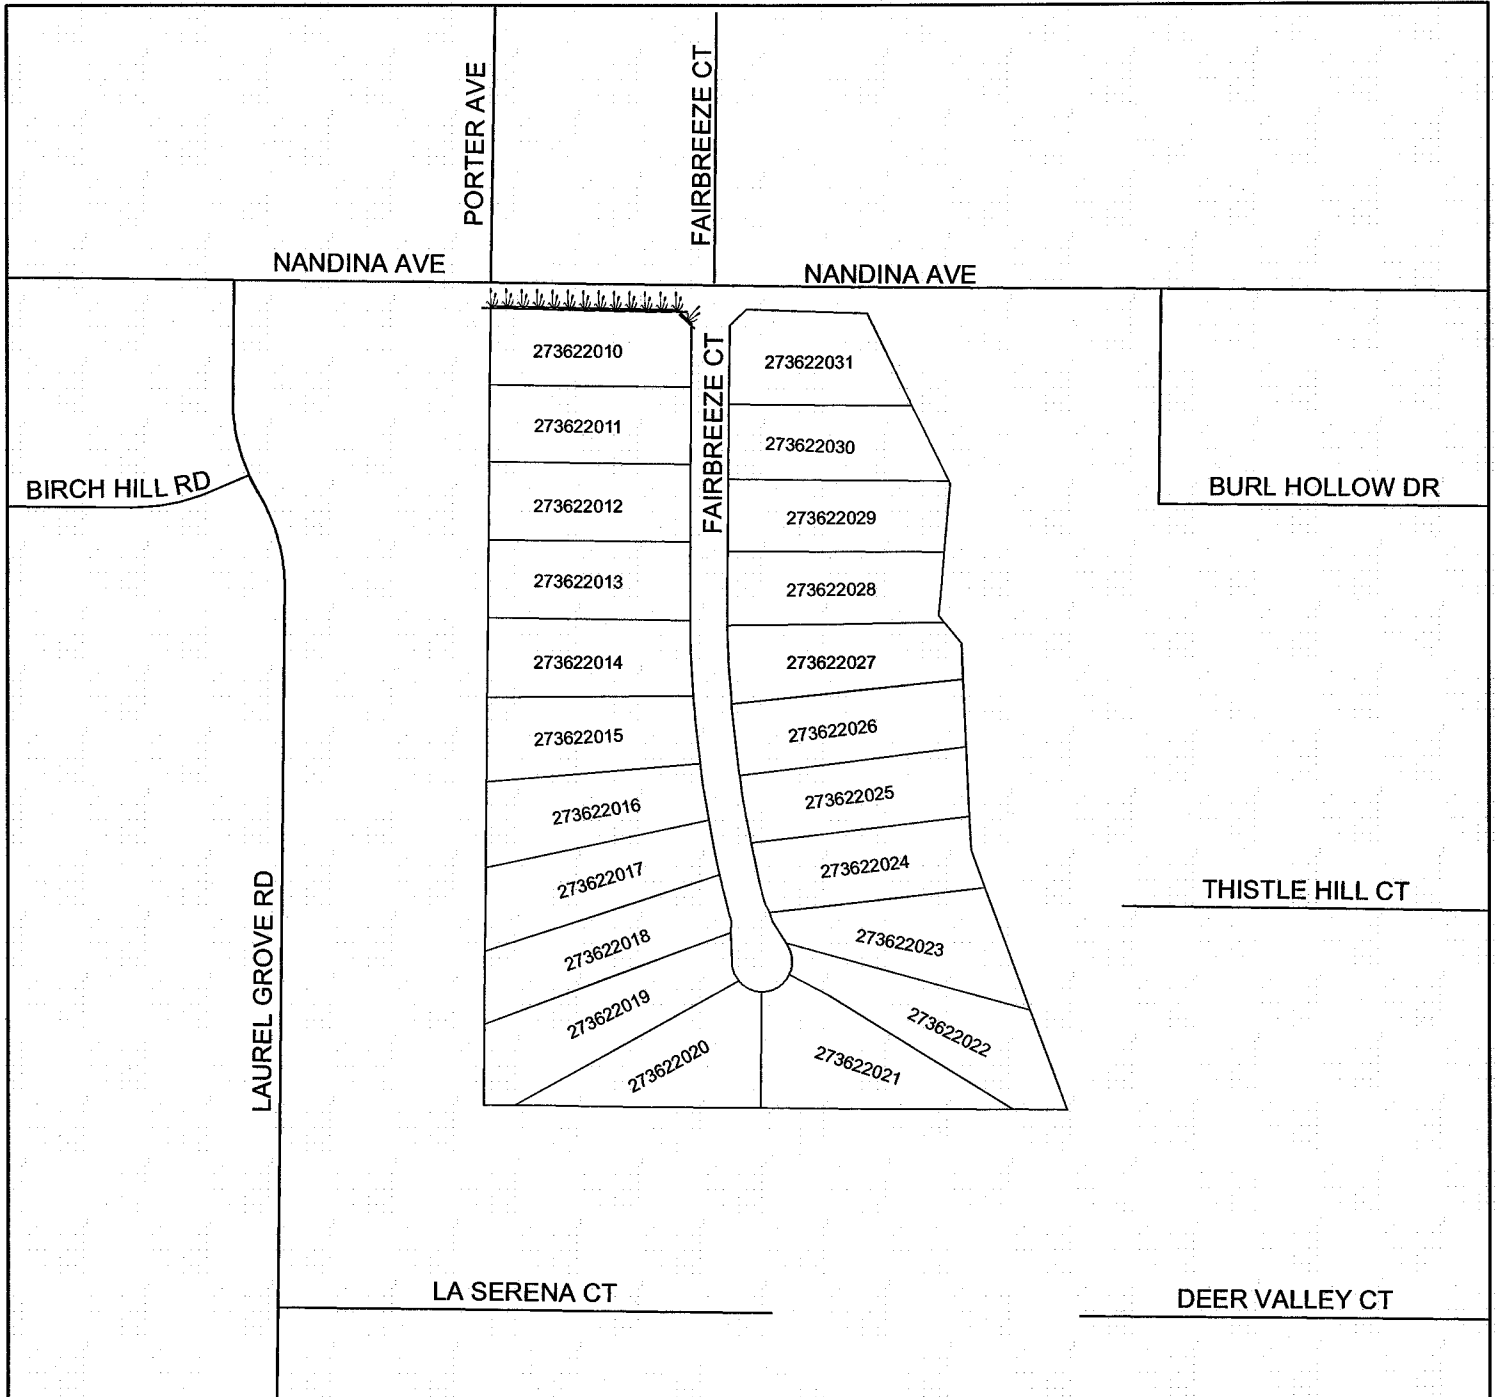 PORTER AVE
FAIRBREEZE CT
NANDINA AVE
NANDINA AVE
273622010
FAIRBREEZE CT
273622031
273622011
273622030
BIRCH HILL RD
BURL HOLLOW DR
273622012
273622029
273622013
273622028
273622014
273622027
273622015
273622026
273622016
273622025
273622017
273622024
LAUREL GROVE RD
THISTLE HILL CT
273622018
273622023
273622019
273622022
273622020
273622021
LA SERENA CT
DEER VALLEY CT